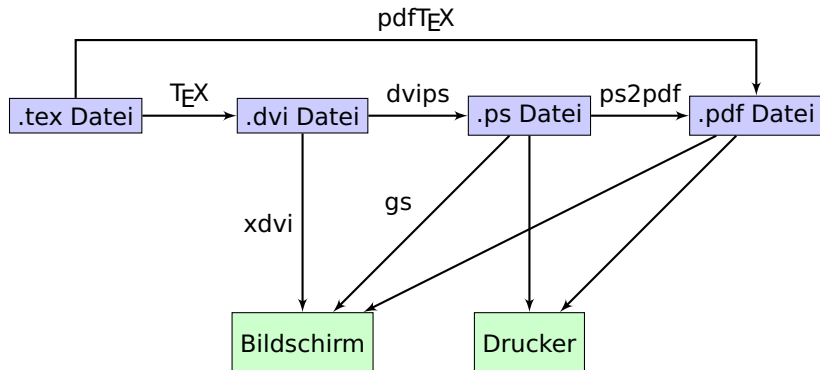 pdfTEX
TEX
dvips
ps2pdf
.tex Datei
.dvi Datei
.ps Datei
.pdf Datei
gs
xdvi
Bildschirm
Drucker